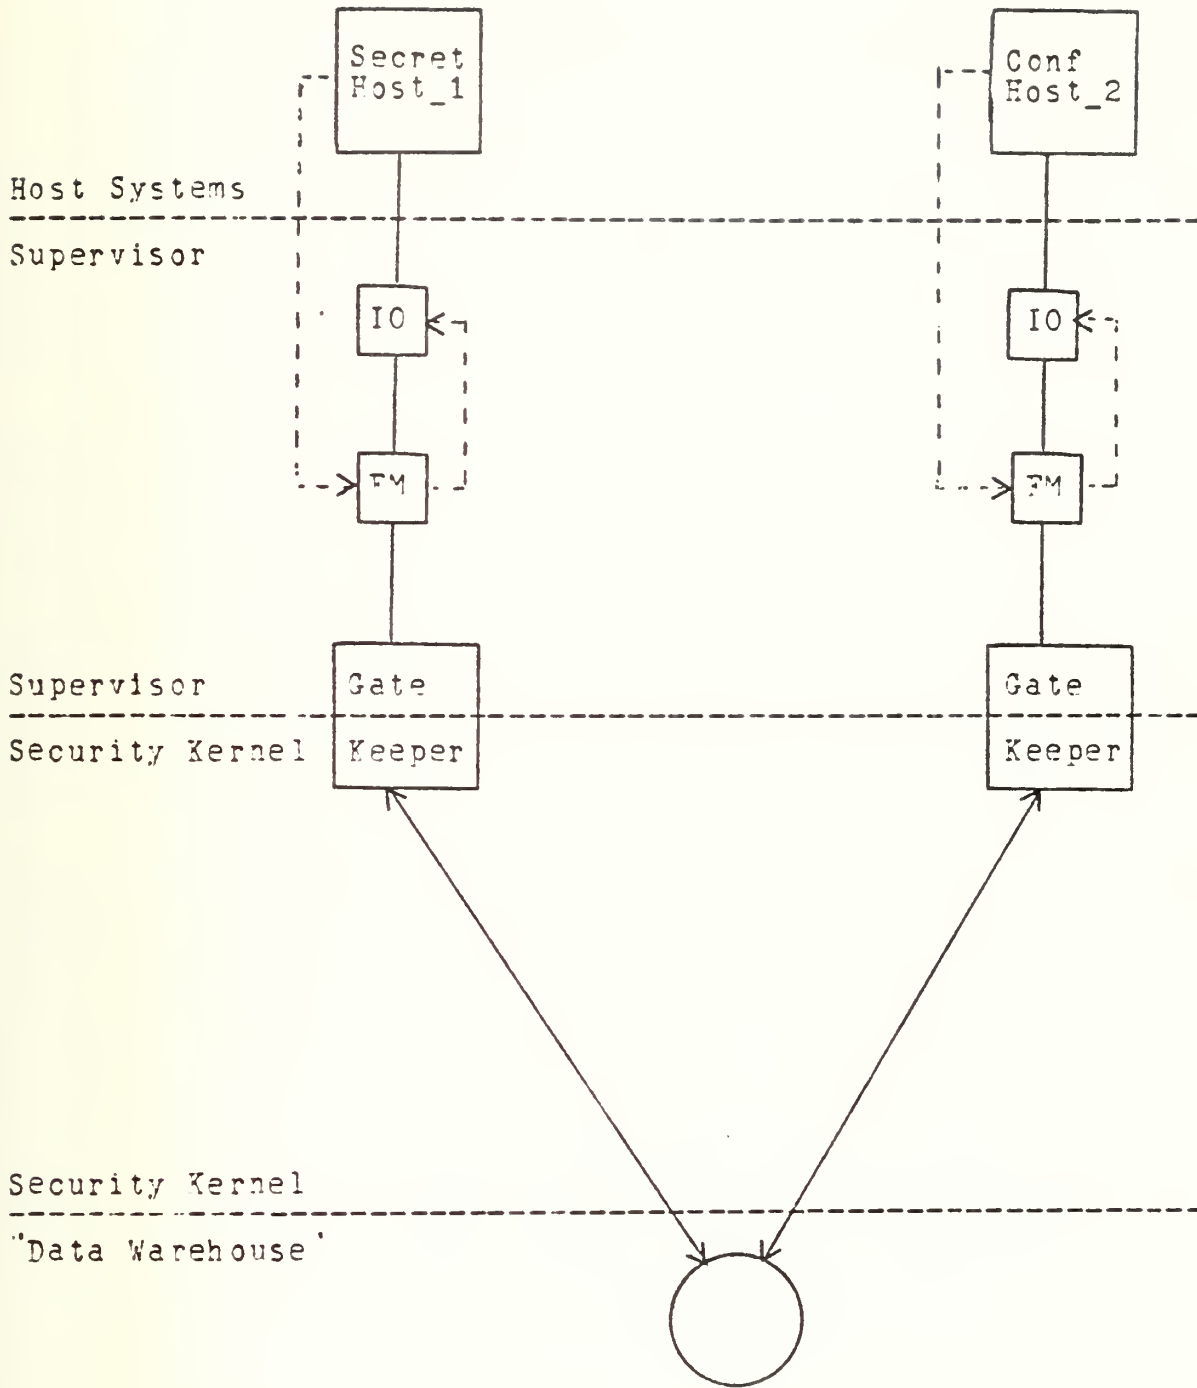 Secret
Host_1
Conf
Host_2
Host Systems
Supervisor
IO
IO
FM
FM
Supervisor
Gate
Gate
Security Kernel
Keeper
Keeper
Security Kernel
"Data Warehouse"